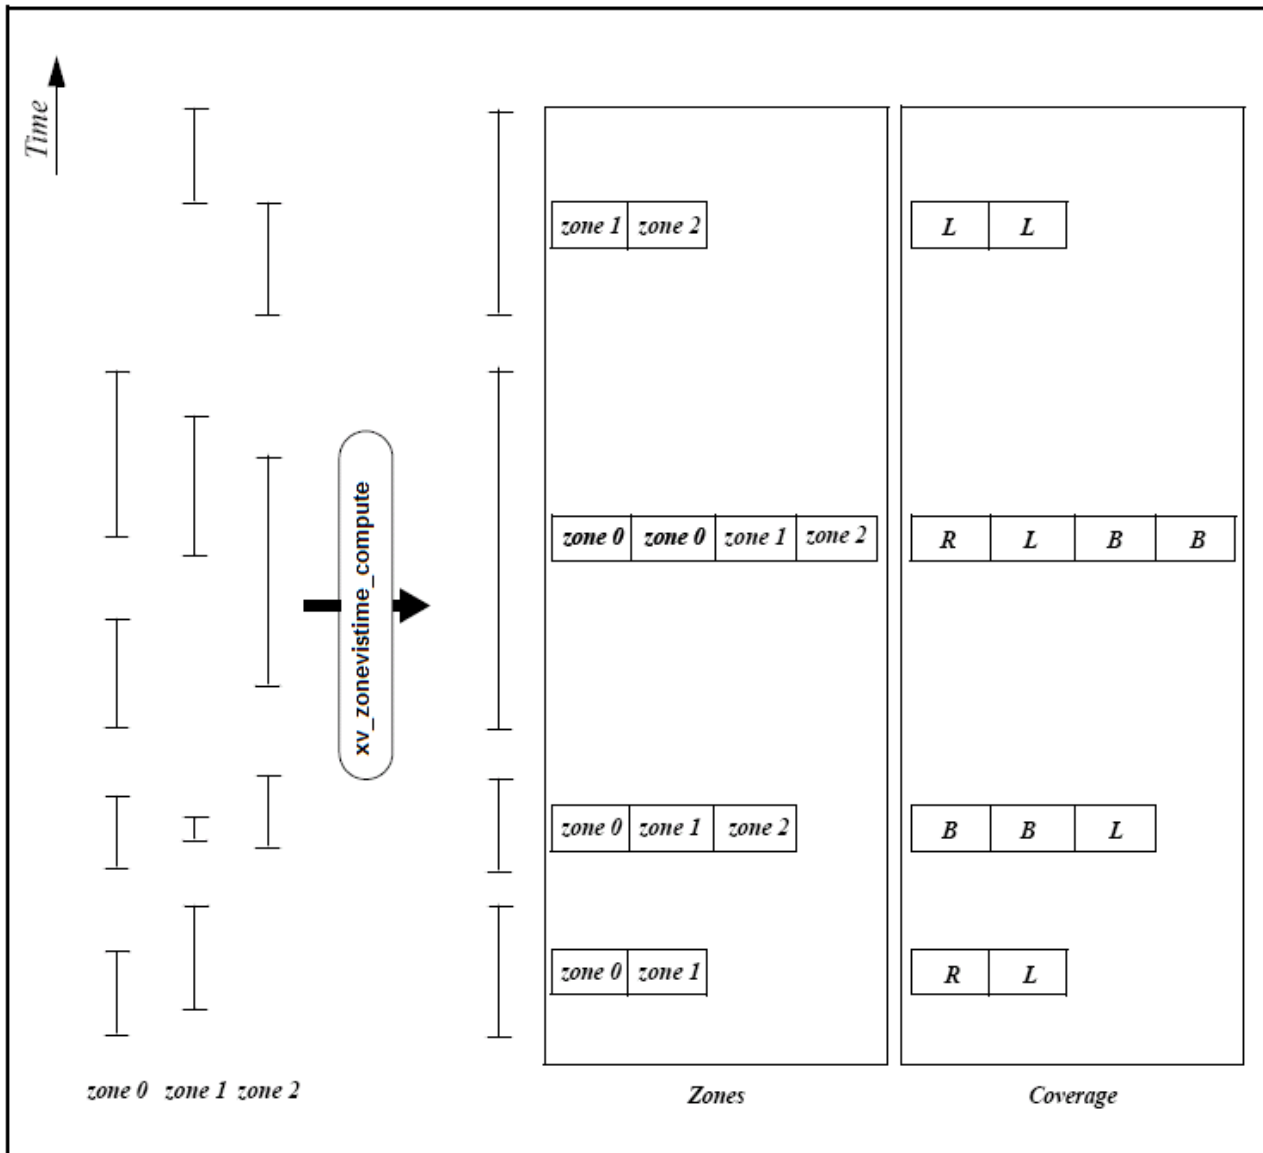 Time
zone 1 zone 2
L L
zone 0 zone 0 zone 1 zone 2
R L B B
xv_zonevistime_compute
zone 0 zone 1 zone 2
B B L
zone 0 zone 1
R L
zone 0 zone 1 zone 2
Zones
Coverage